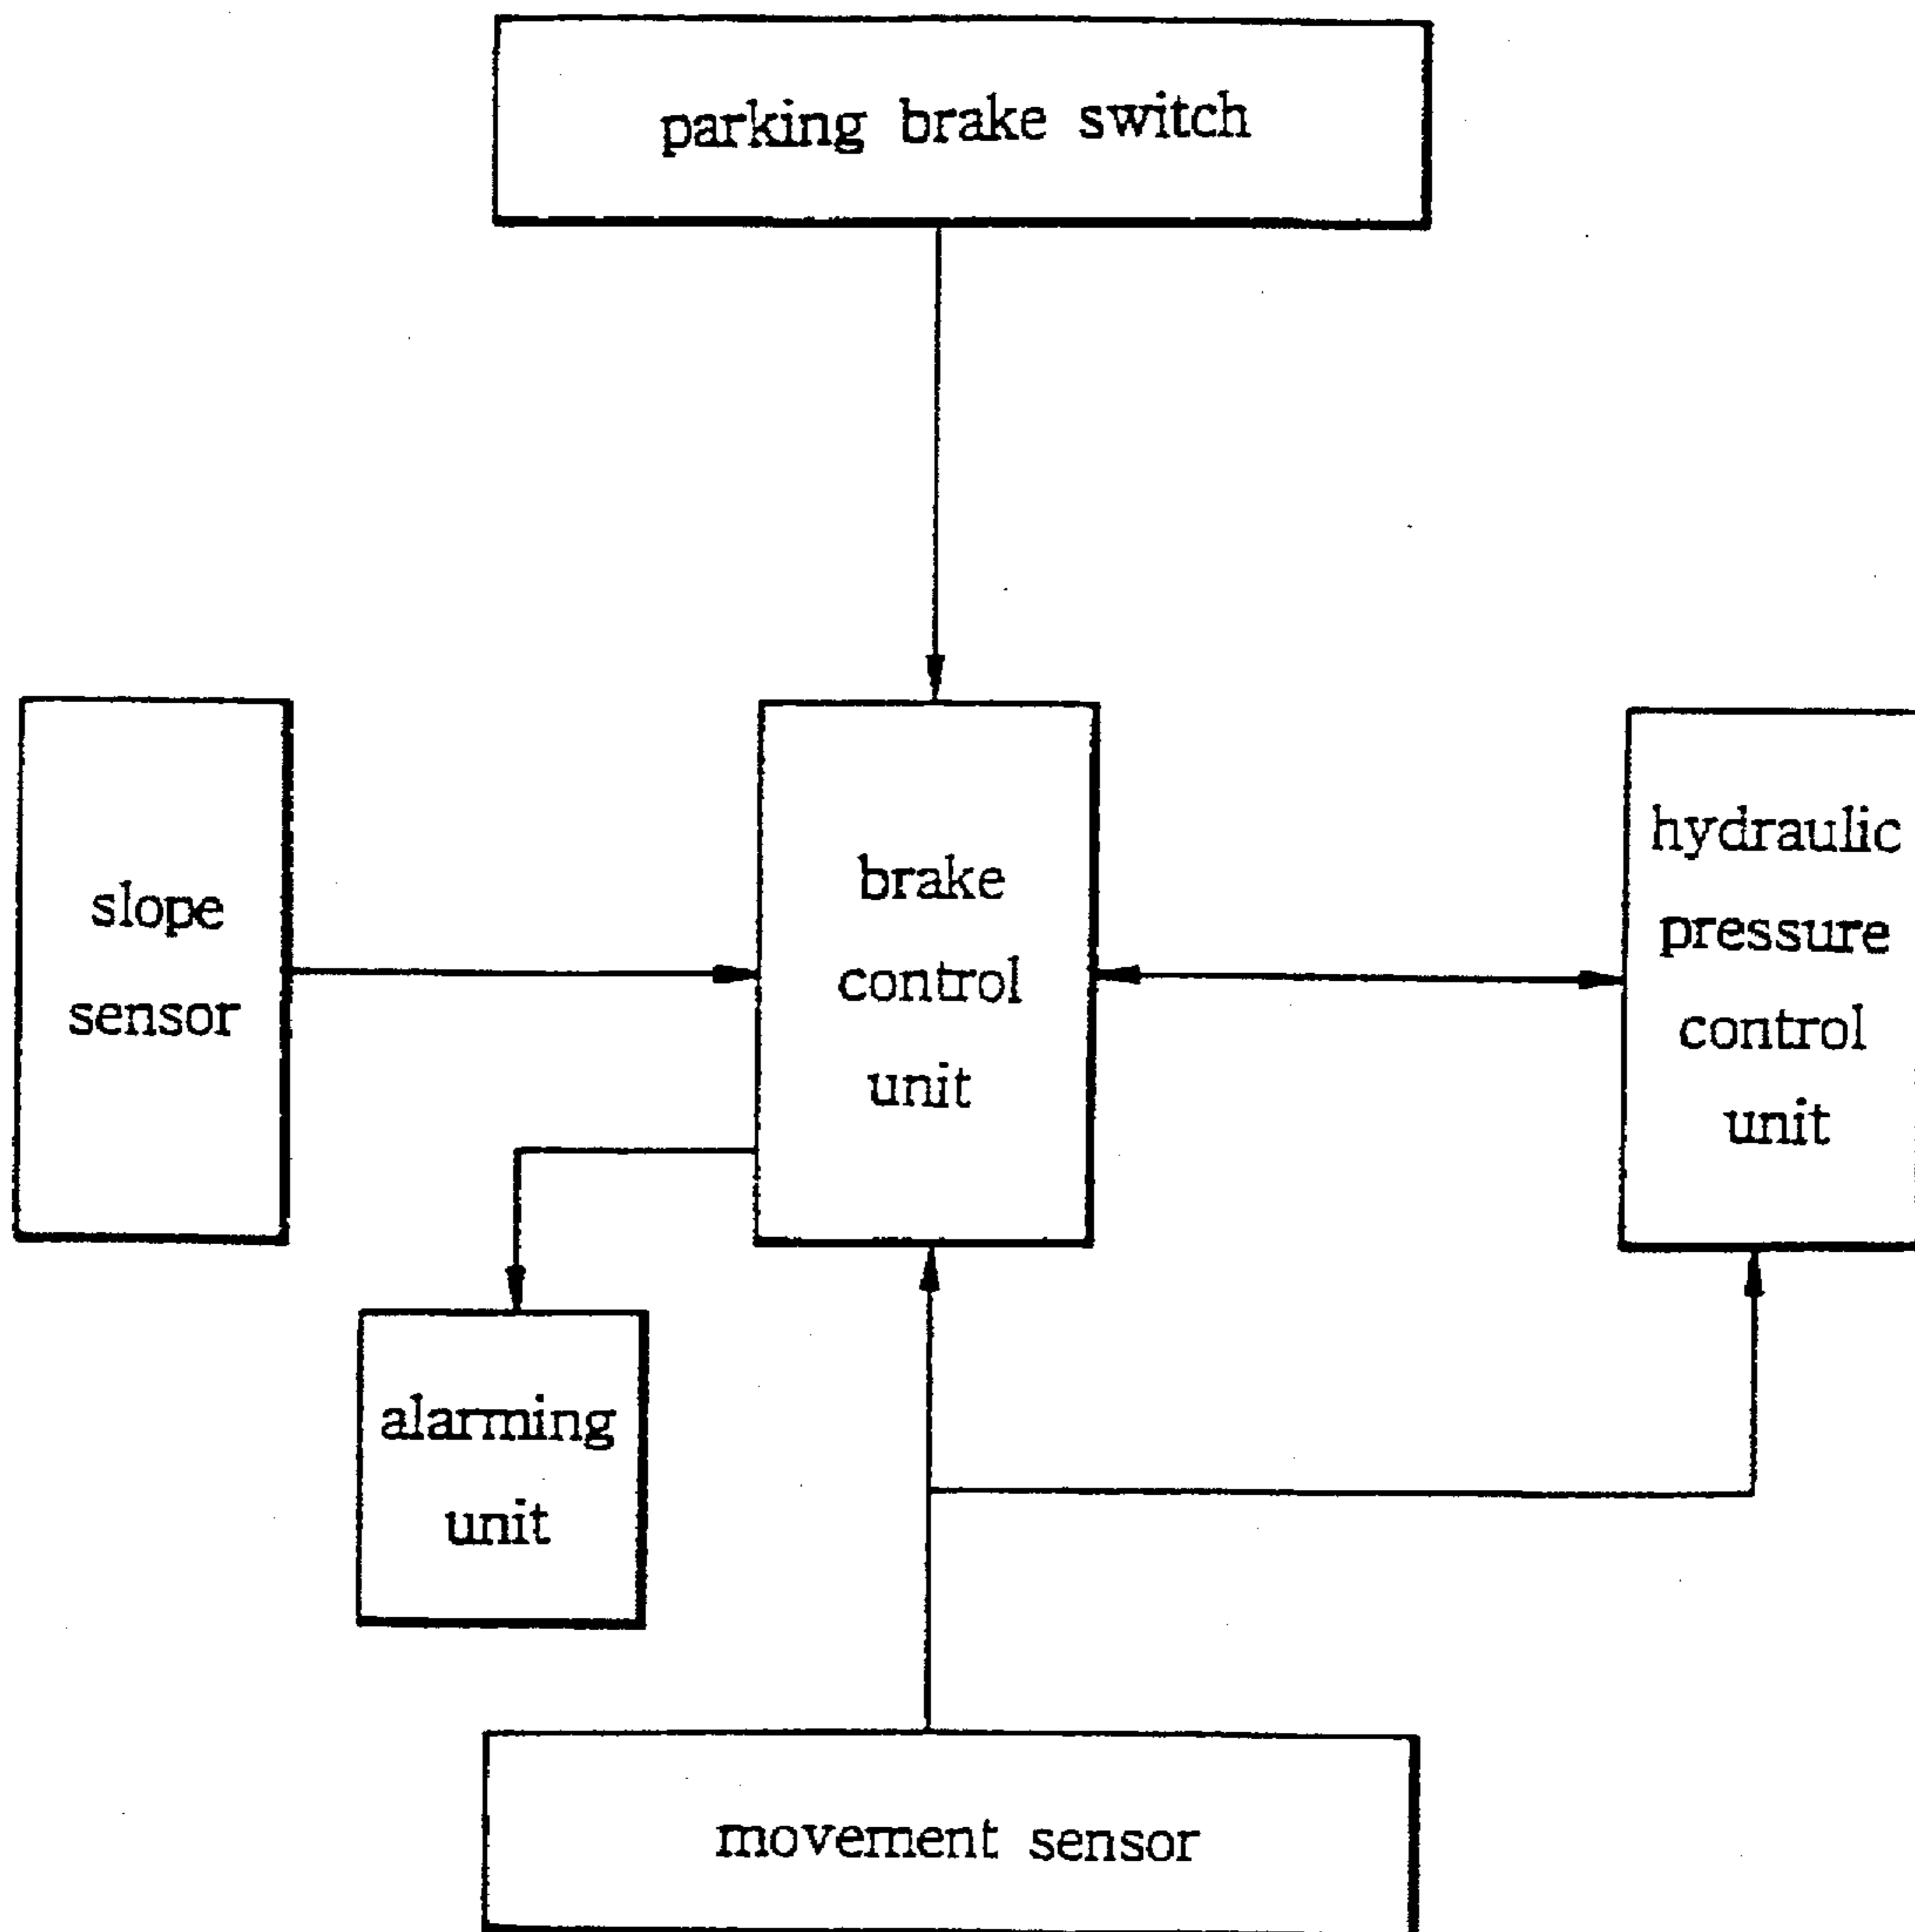 parking brake switch
slope
sensor
brake
control
unit
hydraulic
pressure
control
unit
alarming
unit
movement sensor